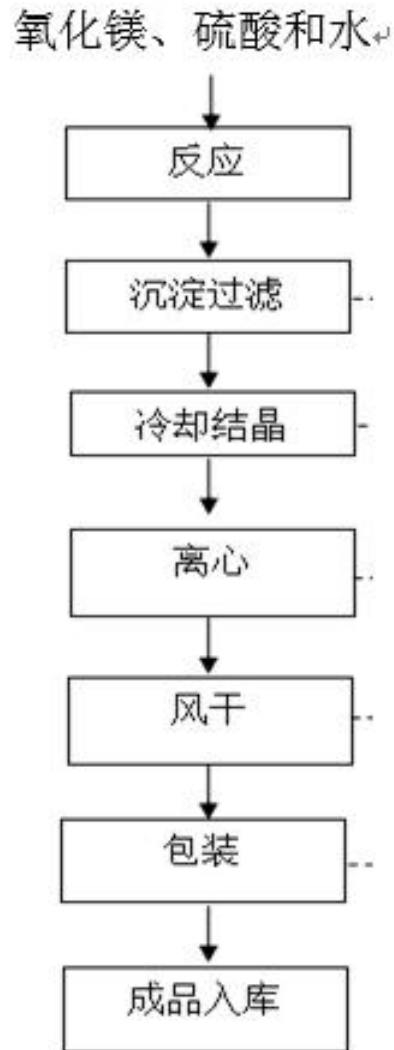 氧化镁、硫酸和水
反应
沉淀过滤
冷却结晶
离心
风干
包装
成品入库